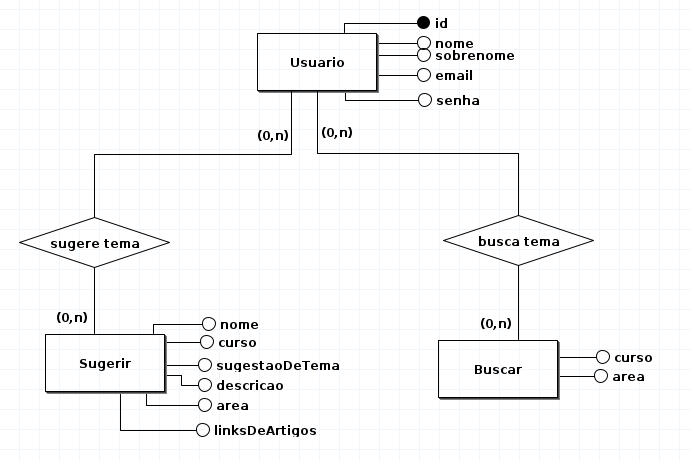 id
nome
sobrenome
Usuario
email
senha
(0,n)
(0,n)
sugere tema
busca tema
(0,n)
(0,n)
nome
curso
Sugerir
sugestaoDeTema
descricao
area
linksDeArtigos
Buscar
curso
area